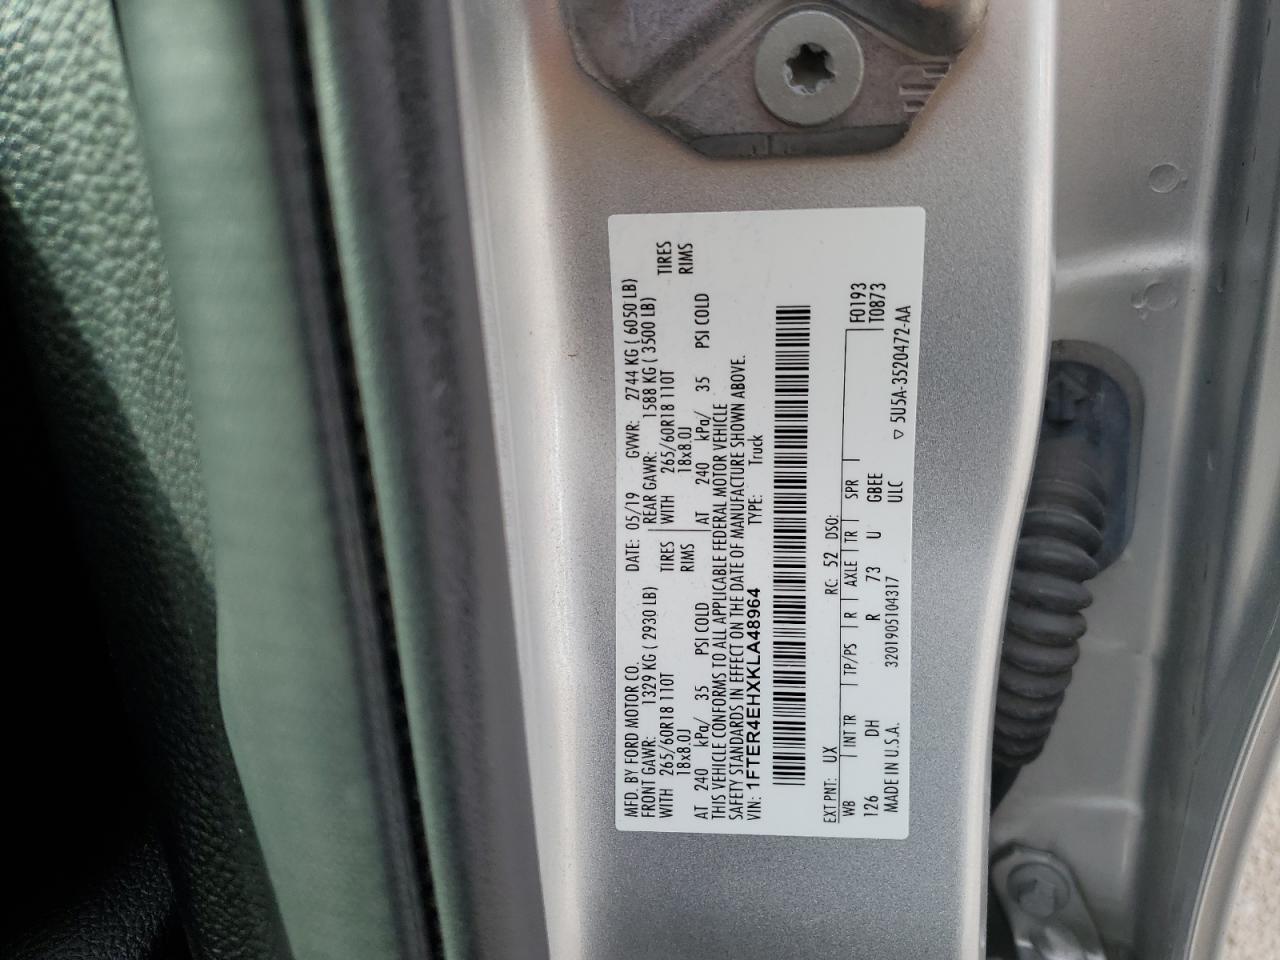 MFD. BY FORD MOTOR CO. DATE: 05/19 GVWR: 2744 KG ( 6050 LB)
FRONT GAWR: 1329 KG ( 2930 LB) REAR GAWR: 1588 KG ( 3500 LB)
WITH 265/60R18 110T TIRES WITH 265/60R18 110T TIRES
18x8.0J RIMS 18x8.0J RIMS
AT 240 kPa/ 35 PSI COLD AT 240 kPa/ 35 PSI COLD
THIS VEHICLE CONFORMS TO ALL APPLICABLE FEDERAL MOTOR VEHICLE
SAFETY STANDARDS IN EFFECT ON THE DATE OF MANUFACTURE SHOWN ABOVE.
VIN: 1FTER4EHXKLA48964 TYPE: Truck
EXT PNT: UX RC: 52 DSO:
WB INT TR TP/PS R AXLE TR SPR F0193
126 DH R 73 U GBEE T0873
MADE IN U.S.A. 3201905104317 ULC ▽ 5U5A-3520472-AA